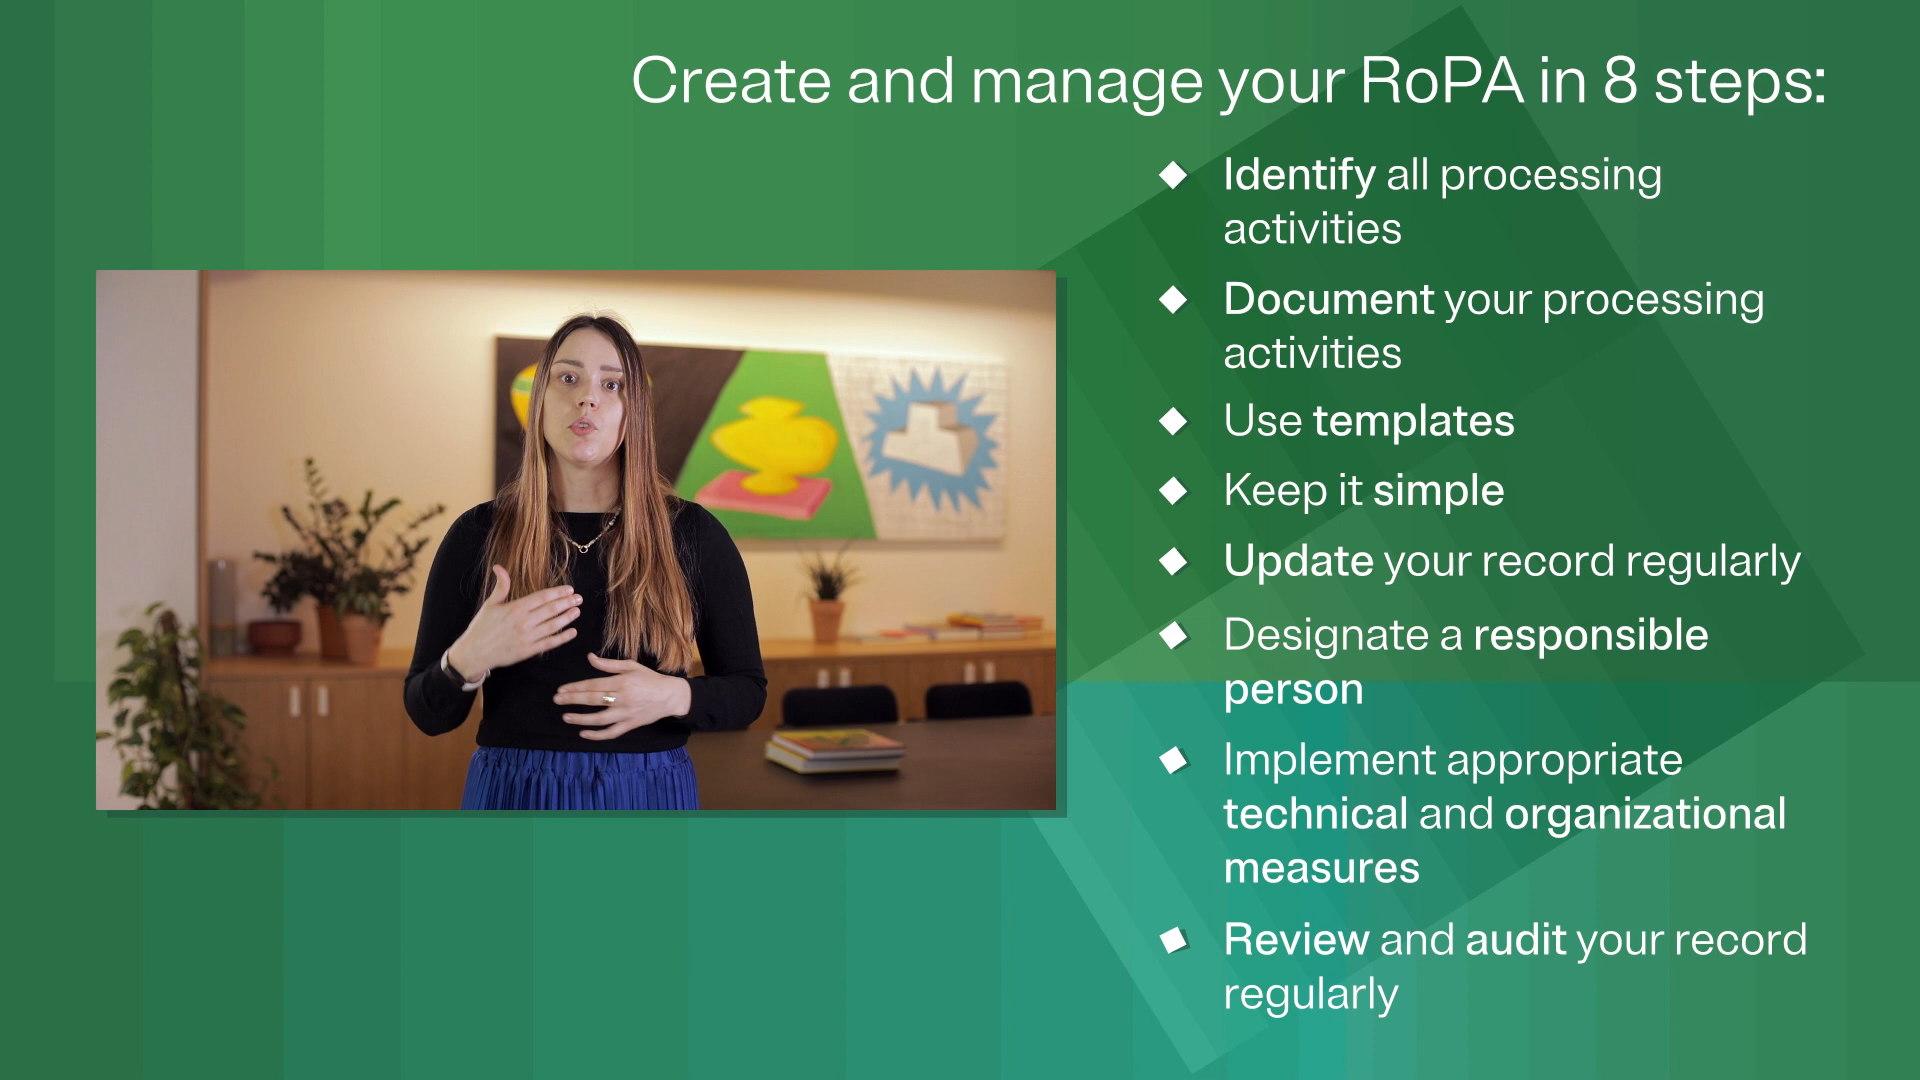 Create and manage your RoPA in 8 steps:
Identify all processing
activities
Document your processing
activities
Use templates
Keep it simple
Update your record regularly
Designate a responsible
person
Implement appropriate
technical and organizational
measures
Review and audit your record
regularly